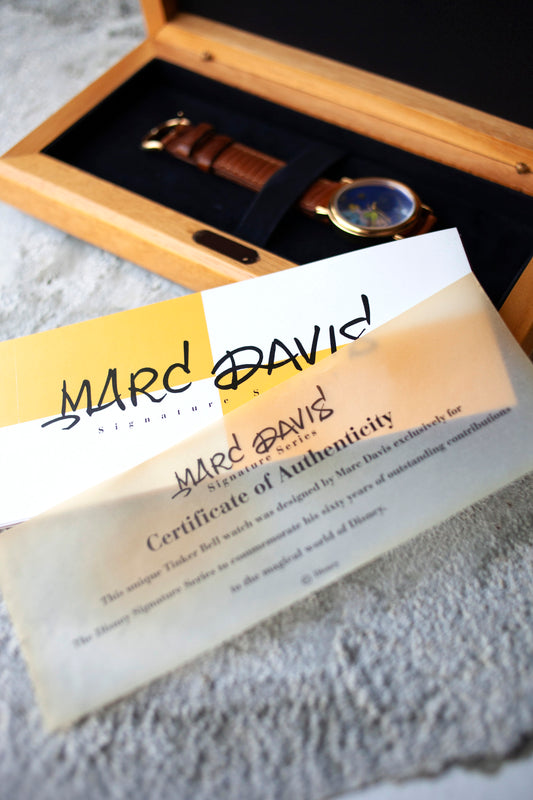 MARC DAVIS
Signature S
MARC DAVIS
Signature Series
Certificate of Authenticity
This unique Tinker Bell watch was designed by Marc Davis exclusively for
The Disney Signature Series to commemorate his sixty years of outstanding contributions
to the magical world of Disney.
© Disney